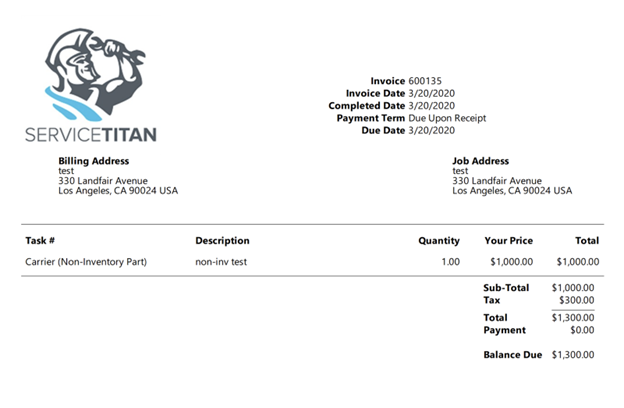 SERVICETITAN
Invoice 600135
Invoice Date 3/20/2020
Completed Date 3/20/2020
Payment Term Due Upon Receipt
Due Date 3/20/2020
Billing Address
test
330 Landfair Avenue
Los Angeles, CA 90024 USA
Job Address
test
330 Landfair Avenue
Los Angeles, CA 90024 USA
Task # Description Quantity Your Price Total
Carrier (Non-Inventory Part) non-inv test 1.00 $1,000.00 $1,000.00
Sub-Total $1,000.00
Tax $300.00
Total $1,300.00
Payment $0.00
Balance Due $1,300.00